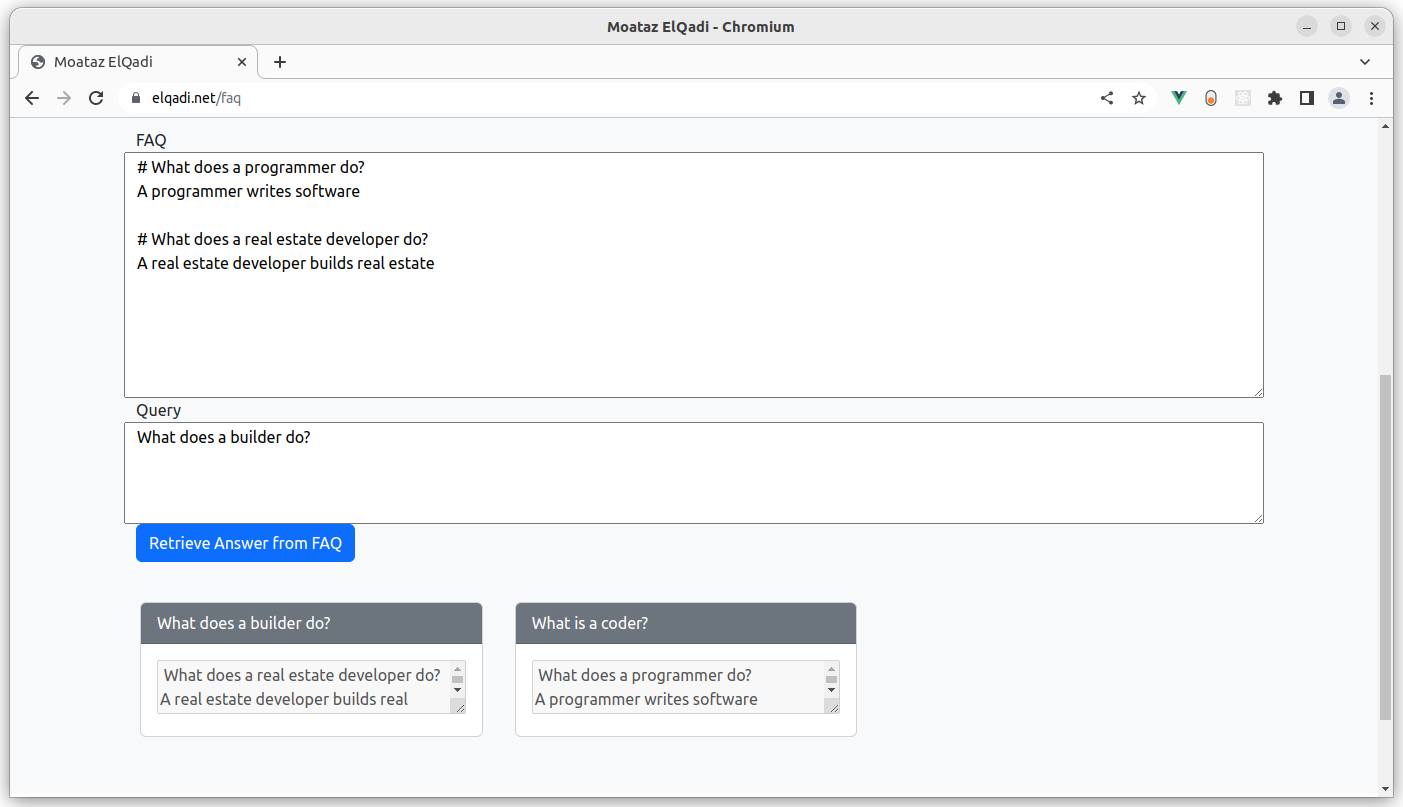 Moataz ElQadi - Chromium
Moataz ElQadi
elqadi.net/faq
FAQ
# What does a programmer do?
A programmer writes software
# What does a real estate developer do?
A real estate developer builds real estate
Query
What does a builder do?
Retrieve Answer from FAQ
What does a builder do?
What does a real estate developer do?
A real estate developer builds real
What is a coder?
What does a programmer do?
A programmer writes software